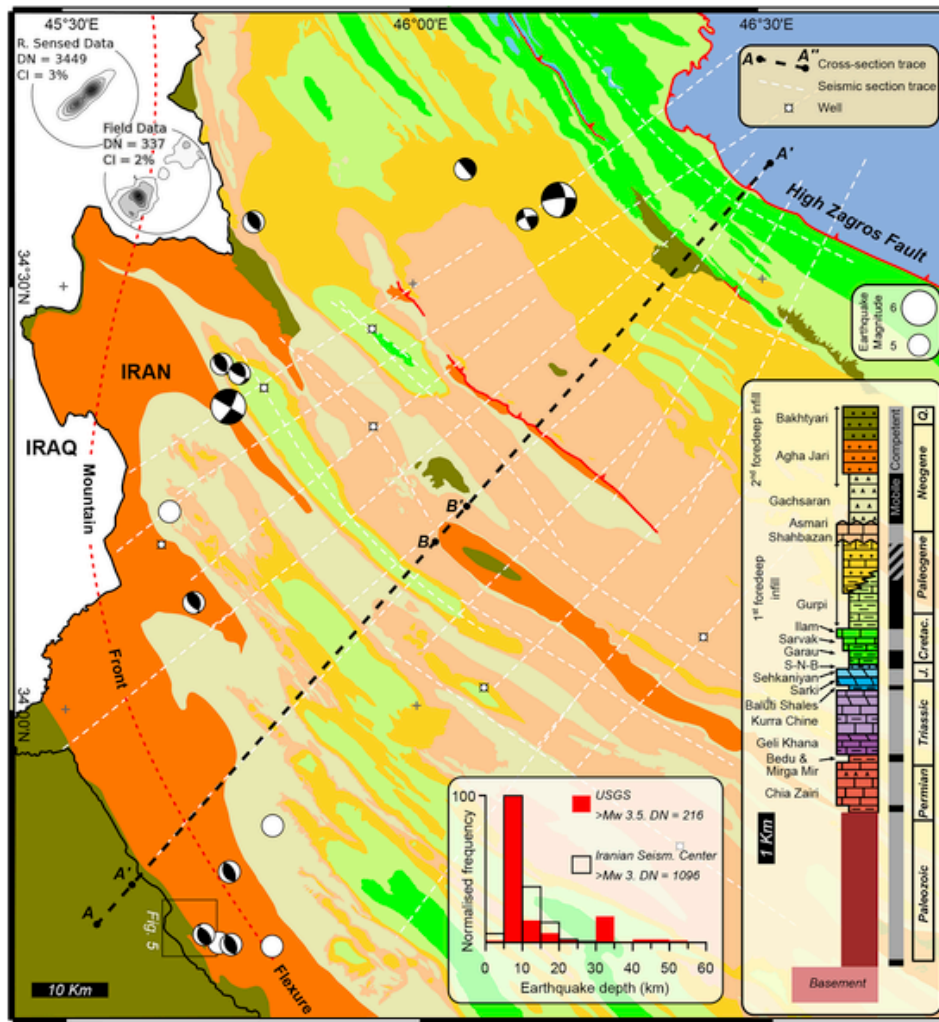 45°30'E
46°00'E
46°30'E
R. Sensed Data
DN = 3449
CI = 3%
Field Data
DN = 337
CI = 2%
A A''
Cross-section trace
Seismic section trace
Well
A'
High Zagros Fault
34°30'N
Earthquake
Magnitude
6
5
IRAN
IRAQ
Mountain
Front
Flexure
B'
B
34°00'N
A'
A
Fig. 5
10 Km
100
Normalised frequency
USGS
>Mw 3.5. DN = 216
Iranian Seism. Center
>Mw 3. DN = 1096
0 10 20 30 40 50 60
Earthquake depth (km)
2nd foredeep infill
1st foredeep infill
Bakhtyari
Agha Jari
Gachsaran
Asmari
Shahbazan
Gurpi
Ilam
Sarvak
Garau
S-N-B
Sehkaniyan
Sarki
Baluti Shales
Kurra Chine
Geli Khana
Bedu &
Mirga Mir
Chia Zairi
1 Km
Basement
Competent
Mobile
Q.
Neogene
Paleogene
Cretac.
J.
Triassic
Permian
Paleozoic